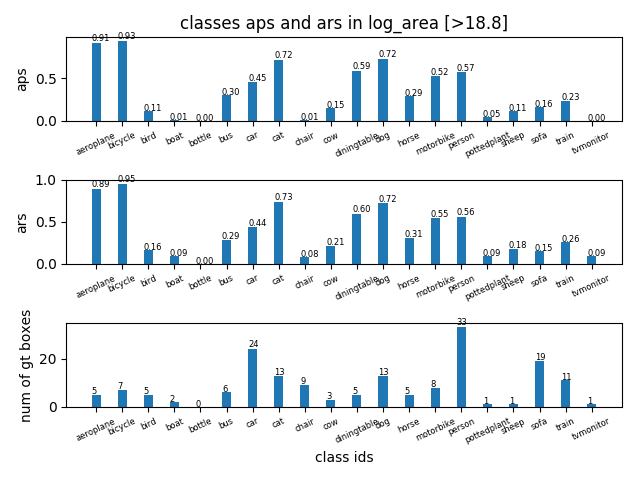 classes aps and ars in log_area [>18.8]
aps
0.5
0.0
0.91 0.93 0.11 0.01 0.00 0.30 0.45 0.72 0.01 0.15 0.59 0.72 0.29 0.52 0.57 0.05 0.11 0.16 0.23 0.00
aeroplane bicycle bird boat bottle bus car cat chair cow diningtable dog horse motorbike person pottedplant sheep sofa train tvmonitor
ars
1.0
0.5
0.0
0.89 0.95 0.16 0.09 0.00 0.29 0.44 0.73 0.08 0.21 0.60 0.72 0.31 0.55 0.56 0.09 0.18 0.15 0.26 0.09
aeroplane bicycle bird boat bottle bus car cat chair cow diningtable dog horse motorbike person pottedplant sheep sofa train tvmonitor
num of gt boxes
20
0
5 7 5 2 0 6 24 13 9 3 5 13 5 8 33 1 1 19 11 1
aeroplane bicycle bird boat bottle bus car cat chair cow diningtable dog horse motorbike person pottedplant sheep sofa train tvmonitor
class ids